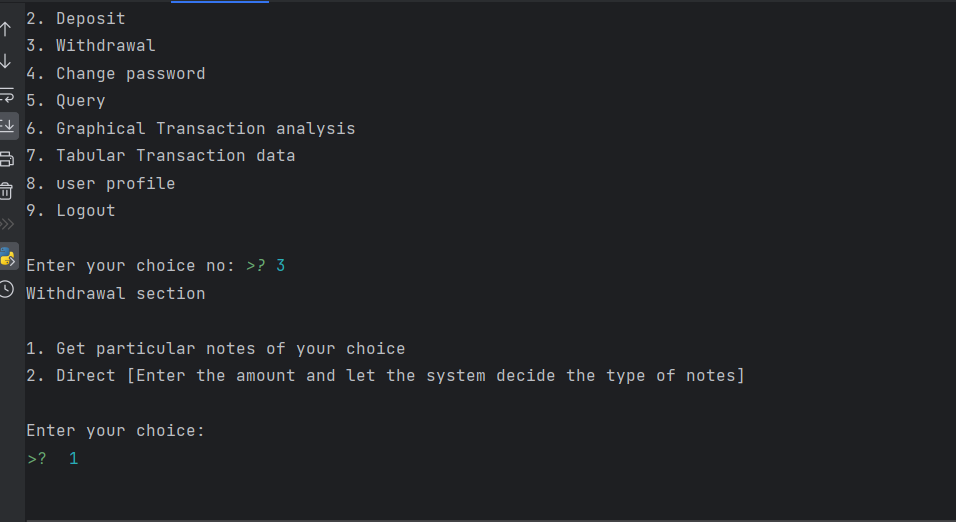 2. Deposit
3. Withdrawal
4. Change password
5. Query
6. Graphical Transaction analysis
7. Tabular Transaction data
8. user profile
9. Logout
Enter your choice no: >? 3
Withdrawal section
1. Get particular notes of your choice
2. Direct [Enter the amount and let the system decide the type of notes]
Enter your choice:
>? 1